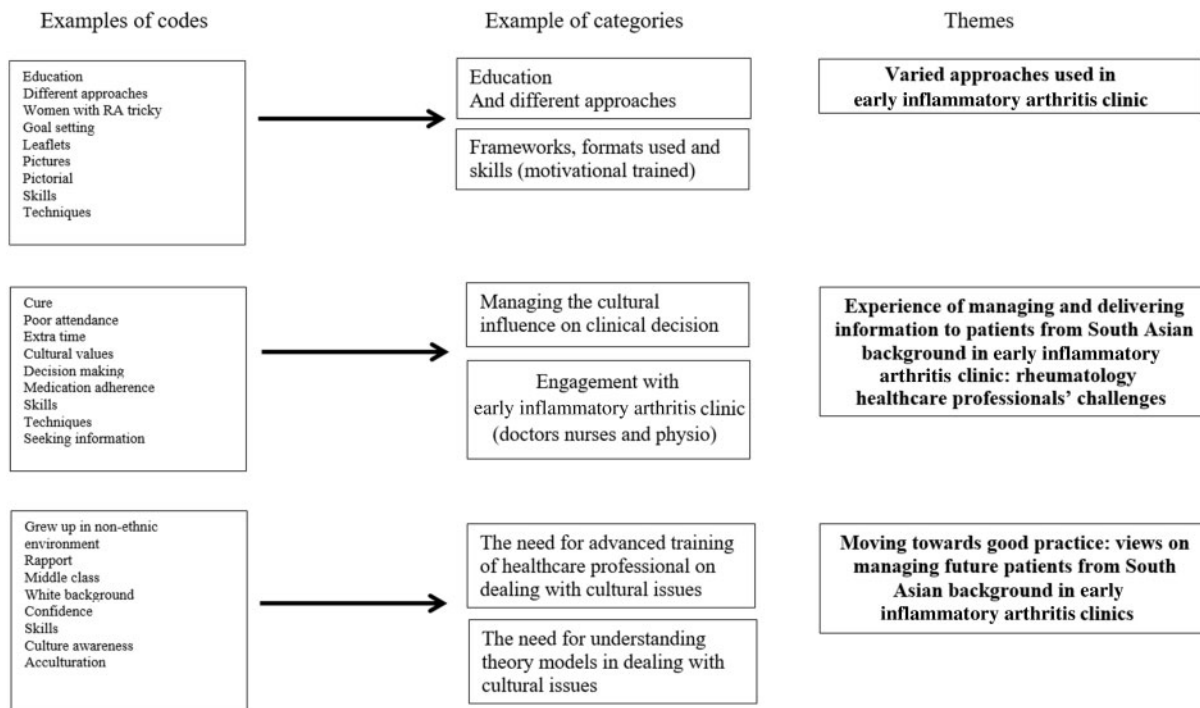 Examples of codes
Example of categories
Themes
Education
Different approaches
Women with RA tricky
Goal setting
Leaflets
Pictures
Pictorial
Skills
Techniques
Education
And different approaches
Frameworks, formats used and
skills (motivational trained)
Varied approaches used in
early inflammatory arthritis clinic
Cure
Poor attendance
Extra time
Cultural values
Decision making
Medication adherence
Skills
Techniques
Seeking information
Managing the cultural
influence on clinical decision
Engagement with
early inflammatory arthritis clinic
(doctors nurses and physio)
Experience of managing and delivering
information to patients from South Asian
background in early inflammatory
arthritis clinic: rheumatology
healthcare professionals’ challenges
Grew up in non-ethnic
environment
Rapport
Middle class
White background
Confidence
Skills
Culture awareness
Acculturation
The need for advanced training
of healthcare professional on
dealing with cultural issues
The need for understanding
theory models in dealing with
cultural issues
Moving towards good practice: views on
managing future patients from South
Asian background in early
inflammatory arthritis clinics